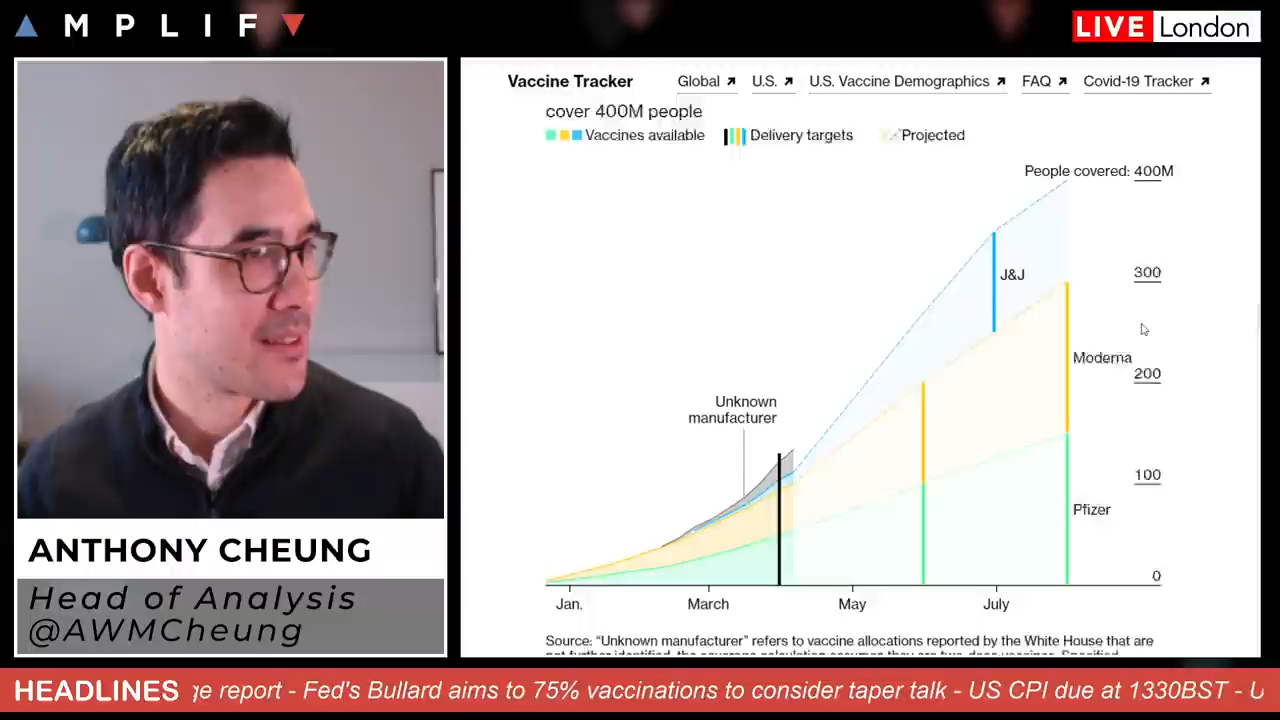 AMPLIFY
LIVE London
Vaccine Tracker Global ↗ U.S. ↗ U.S. Vaccine Demographics ↗ FAQ ↗ Covid-19 Tracker ↗
cover 400M people
Vaccines available Delivery targets Projected
People covered: 400M
J&J
300
Moderna
200
Unknown
manufacturer
100
Pfizer
0
Jan. March May July
Source: "Unknown manufacturer" refers to vaccine allocations reported by the White House that are
ANTHONY CHEUNG
Head of Analysis
@AWMCheung
HEADLINES ge report - Fed's Bullard aims to 75% vaccinations to consider taper talk - US CPI due at 1330BST - U